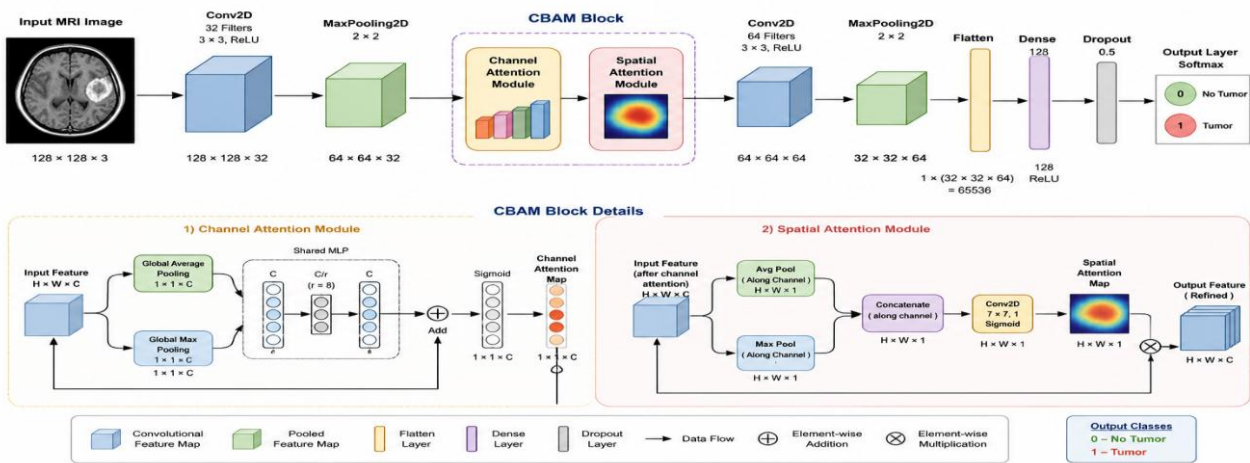 Input MRI Image
128 × 128 × 3
Conv2D
32 Filters
3 × 3, ReLU
128 × 128 × 32
MaxPooling2D
2 × 2
64 × 64 × 32
CBAM Block
Channel
Attention
Module
Spatial
Attention
Module
Conv2D
64 Filters
3 × 3, ReLU
64 × 64 × 64
MaxPooling2D
2 × 2
32 × 32 × 64
Flatten
1 × (32 × 32 × 64)
= 65536
Dense
128
128
ReLU
Dropout
0.5
Output Layer
Softmax
0 No Tumor
1 Tumor
CBAM Block Details
1) Channel Attention Module
Input Feature
H × W × C
Global Average
Pooling
1 × 1 × C
Global Max
Pooling
1 × 1 × C
1 × 1 × C
Shared MLP
C
C/r
(r = 8)
C
Add
Sigmoid
1 × 1 × C
Channel
Attention
Map
1 × 1 × C
2) Spatial Attention Module
Input Feature
(after channel
attention)
H × W × C
Avg Pool
( Along Channel )
H × W × 1
Max Pool
(Along Channel )
H × W × 1
Concatenate
( along channel )
H × W × 1
Conv2D
7 × 7, 1
Sigmoid
H × W × 1
Spatial
Attention
Map
H × W × 1
Output Feature
( Refined )
H × W × C
Convolutional
Feature Map
Pooled
Feature Map
Flatten
Layer
Dense
Layer
Dropout
Layer
Data Flow
Element-wise
Addition
Element-wise
Multiplication
Output Classes
0 – No Tumor
1 – Tumor